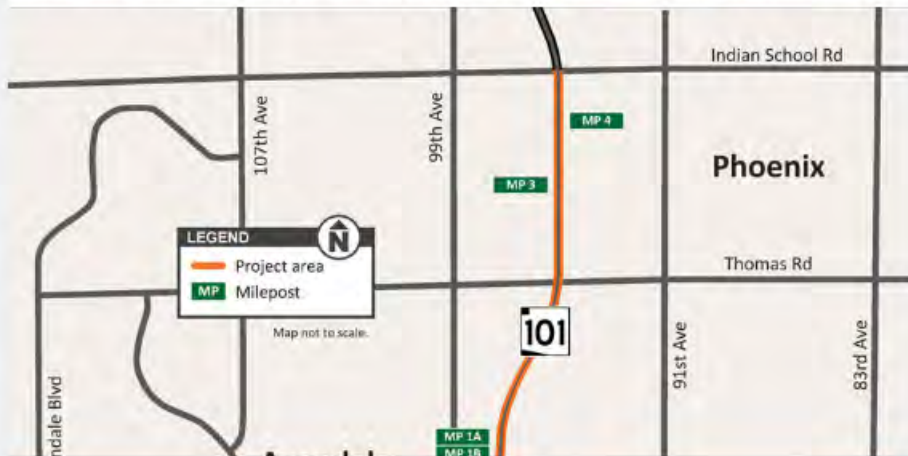 Indian School Rd
107th Ave
99th Ave
MP 4
MP 3
Phoenix
LEGEND
N
Project area
MP Milepost
Map not to scale.
Thomas Rd
101
91st Ave
83rd Ave
MP 1A
MP 1B
Blvd